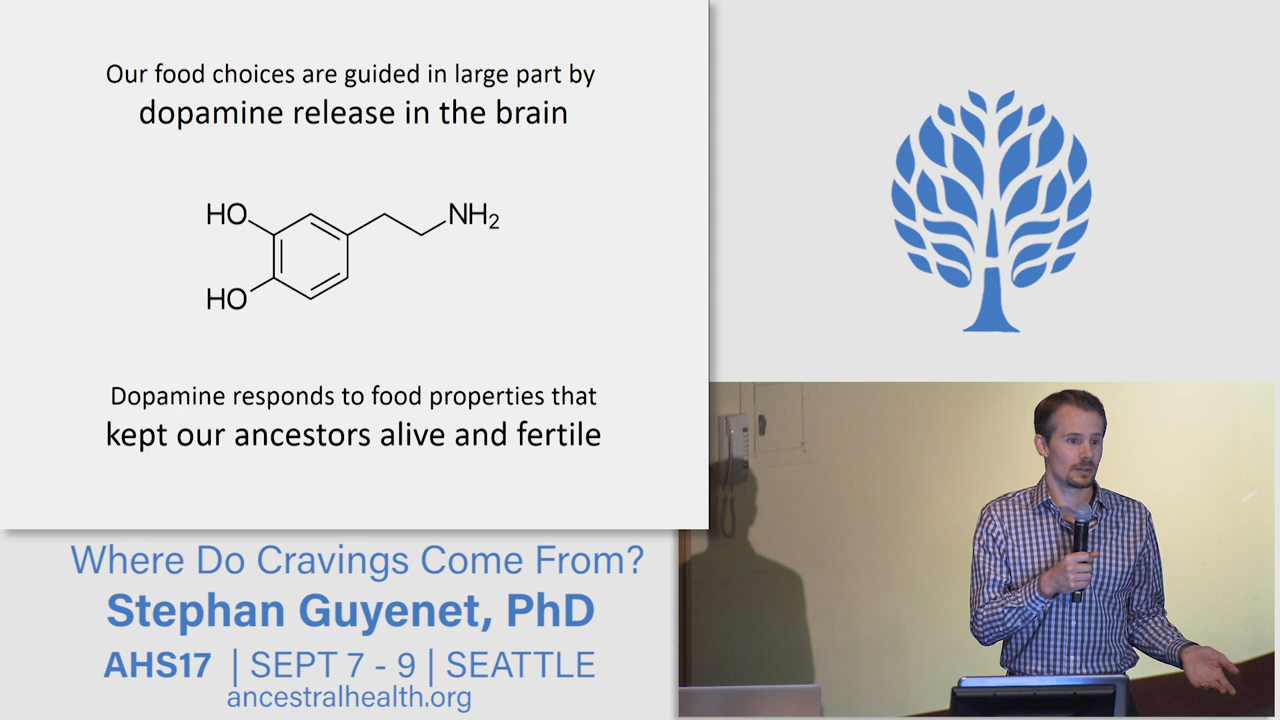 Our food choices are guided in large part by
dopamine release in the brain
HO
NH2
HO
Dopamine responds to food properties that
kept our ancestors alive and fertile
Where Do Cravings Come From?
Stephan Guyenet, PhD
AHS17 | SEPT 7 - 9 | SEATTLE
ancestralhealth.org